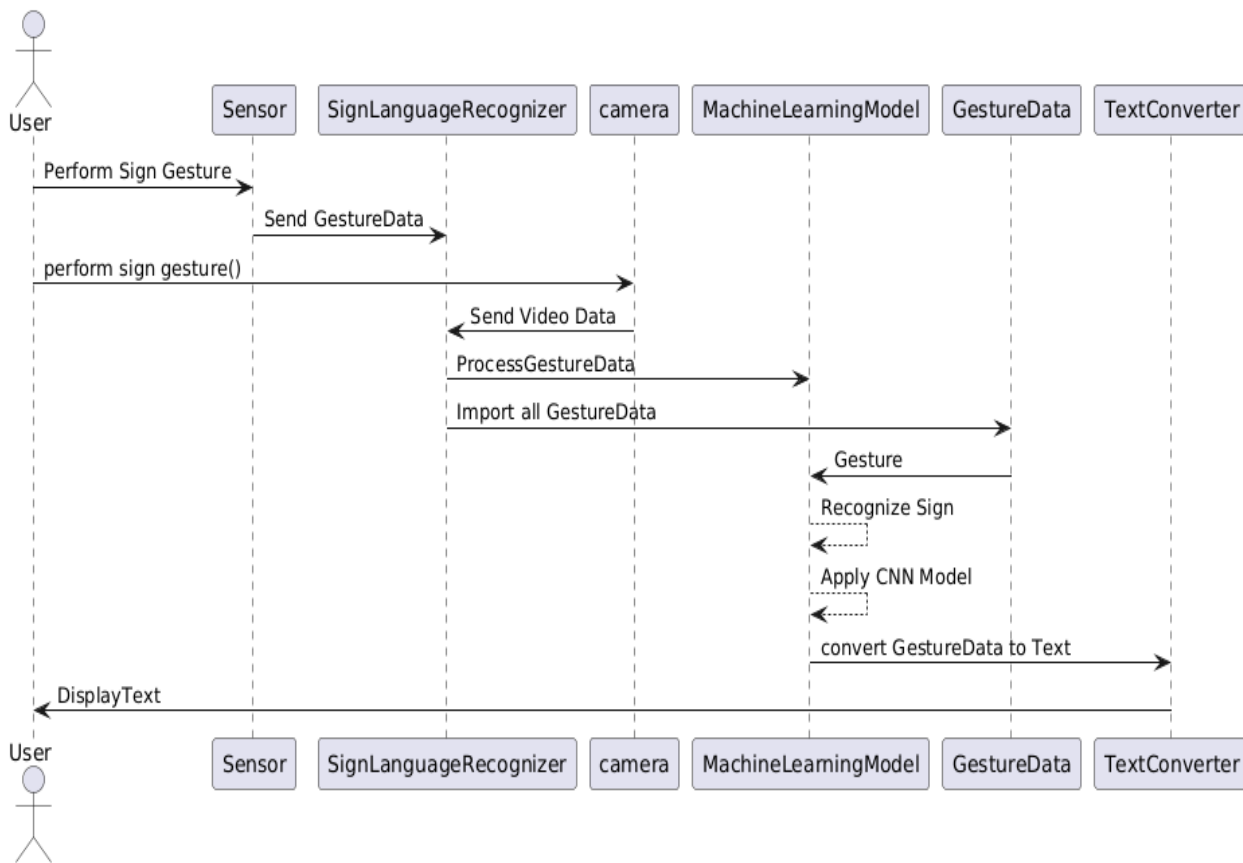 User
Sensor
SignLanguageRecognizer
camera
MachineLearningModel
GestureData
TextConverter
Perform Sign Gesture
Send GestureData
perform sign gesture()
Send Video Data
ProcessGestureData
Import all GestureData
Gesture
Recognize Sign
Apply CNN Model
convert GestureData to Text
DisplayText
User
Sensor
SignLanguageRecognizer
camera
MachineLearningModel
GestureData
TextConverter